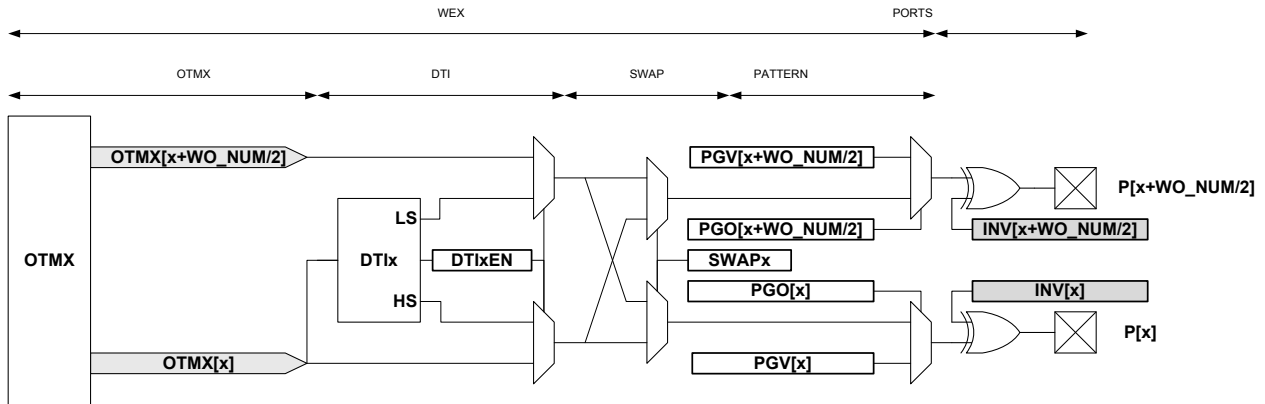 WEX PORTS
OTMX DTI SWAP PATTERN
OTMX[x+WO_NUM/2] PGV[x+WO_NUM/2]
P[x+WO_NUM/2]
LS
PGO[x+WO_NUM/2] INV[x+WO_NUM/2]
OTMX DTIx DTIxEN SWAPx
HS PGO[x] INV[x]
P[x]
OTMX[x] PGV[x]